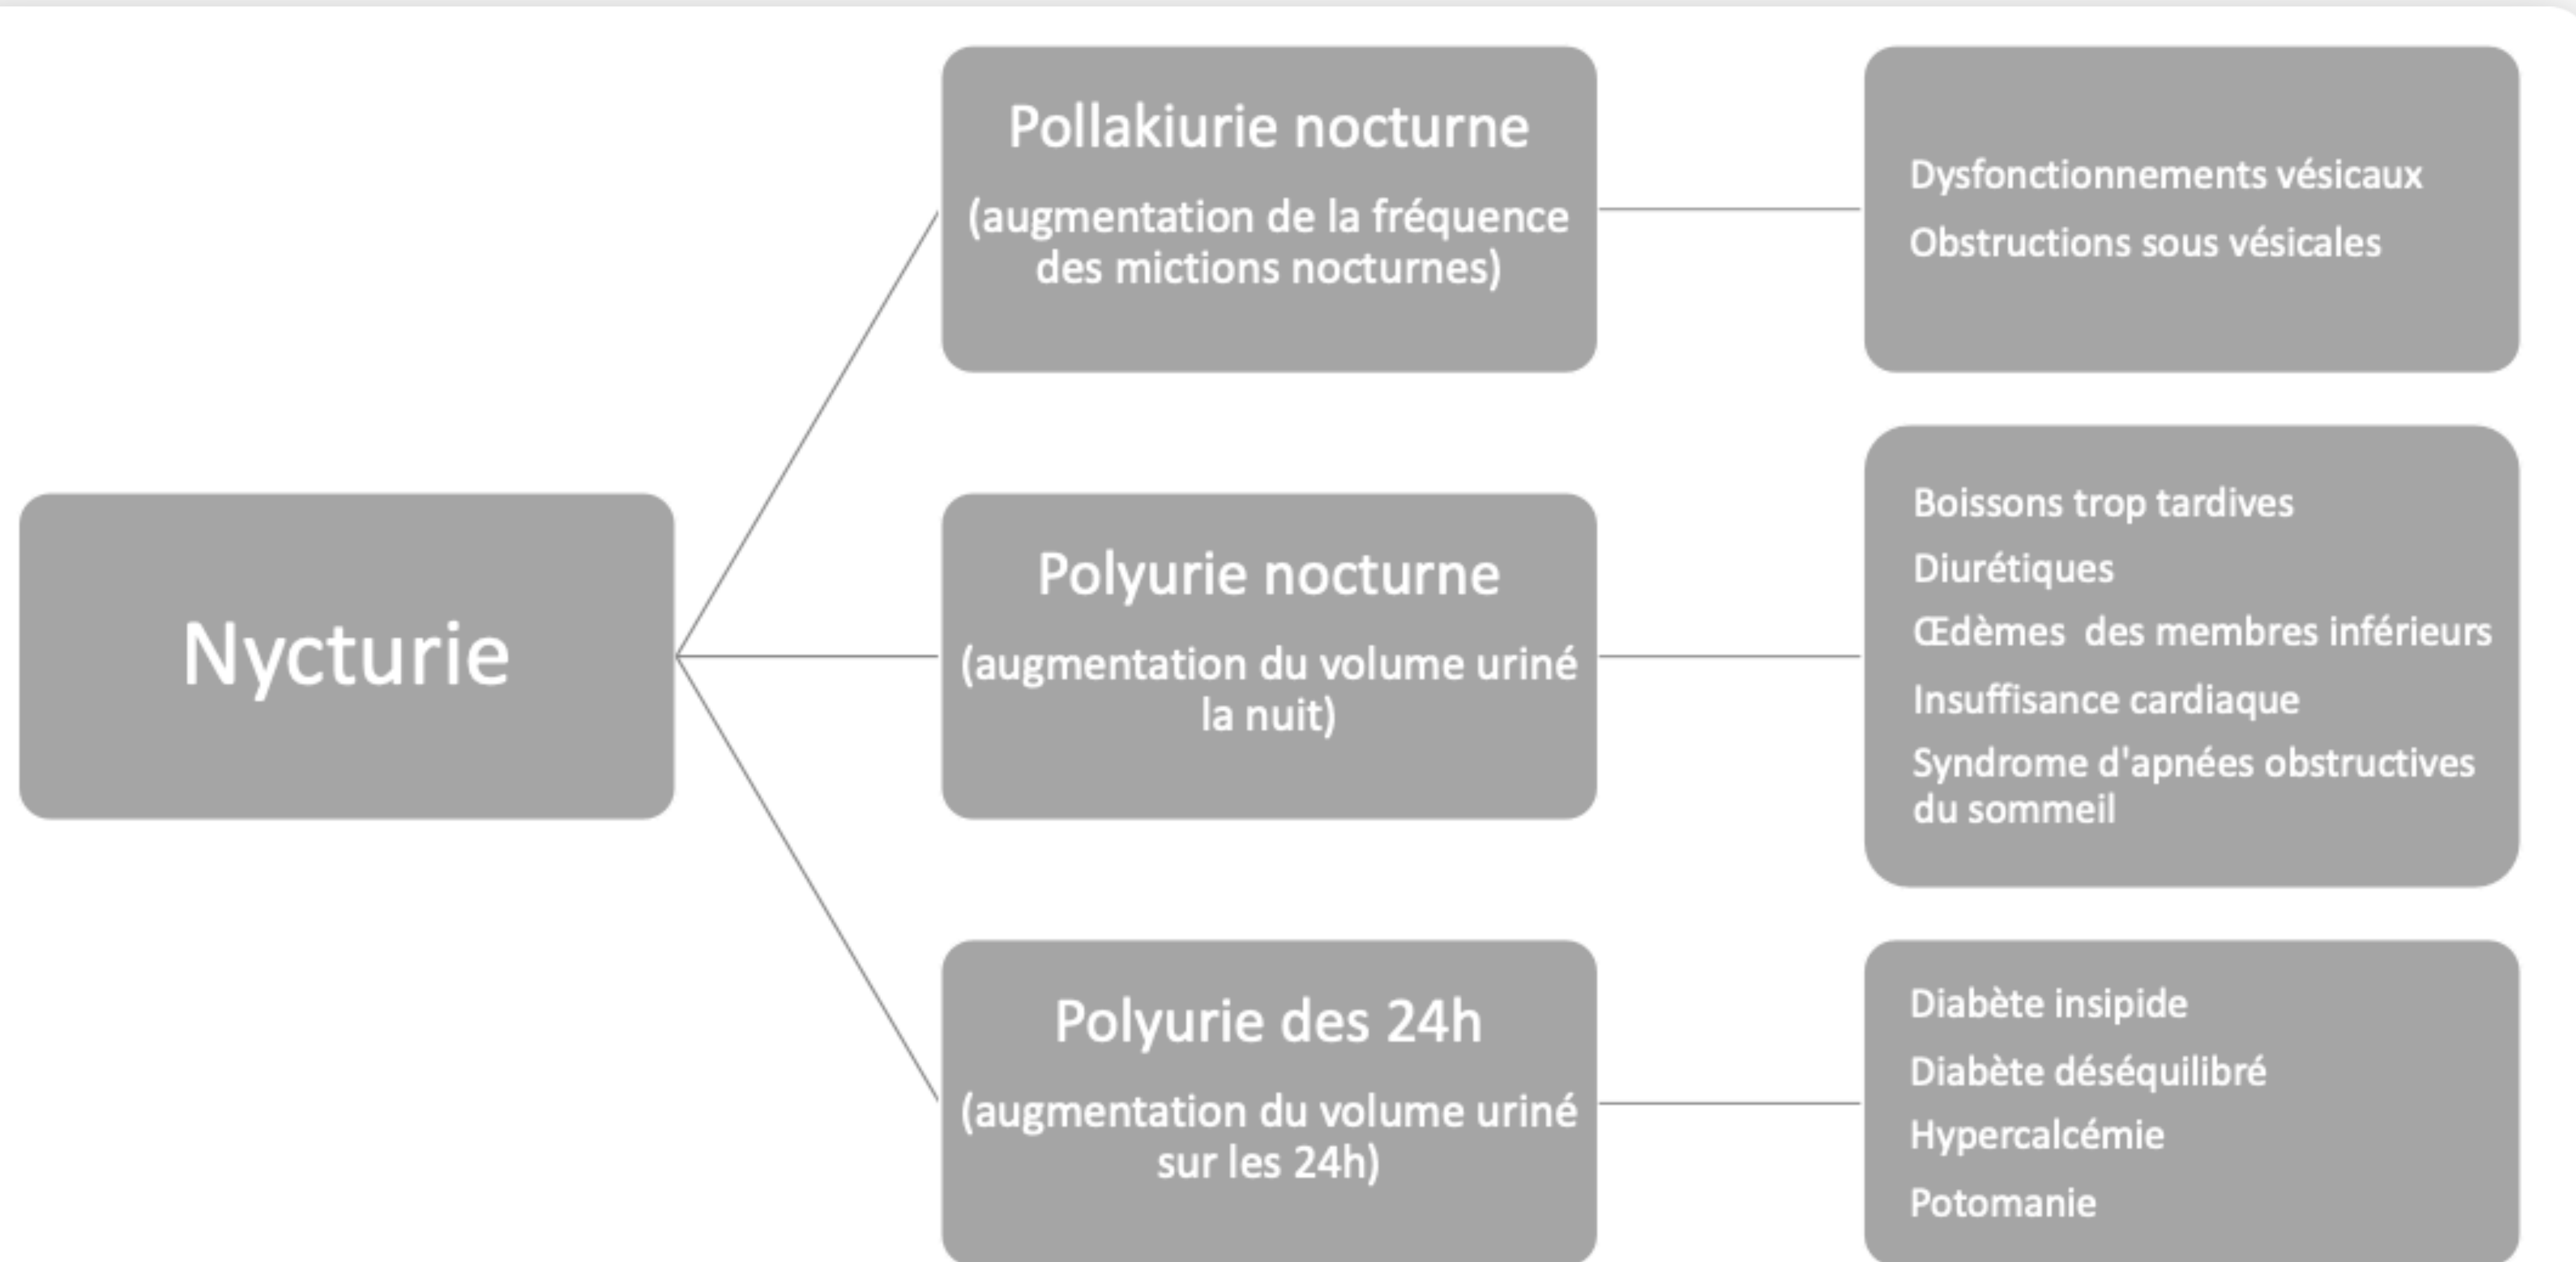 Nycturie
Pollakiurie nocturne
(augmentation de la fréquence
des mictions nocturnes)
Dysfonctionnements vésicaux
Obstructions sous vésicales
Polyurie nocturne
(augmentation du volume uriné
la nuit)
Boissons trop tardives
Diurétiques
Œdèmes  des membres inférieurs
Insuffisance cardiaque
Syndrome d'apnées obstructives
du sommeil
Polyurie des 24h
(augmentation du volume uriné
sur les 24h)
Diabète insipide
Diabète déséquilibré
Hypercalcémie
Potomanie